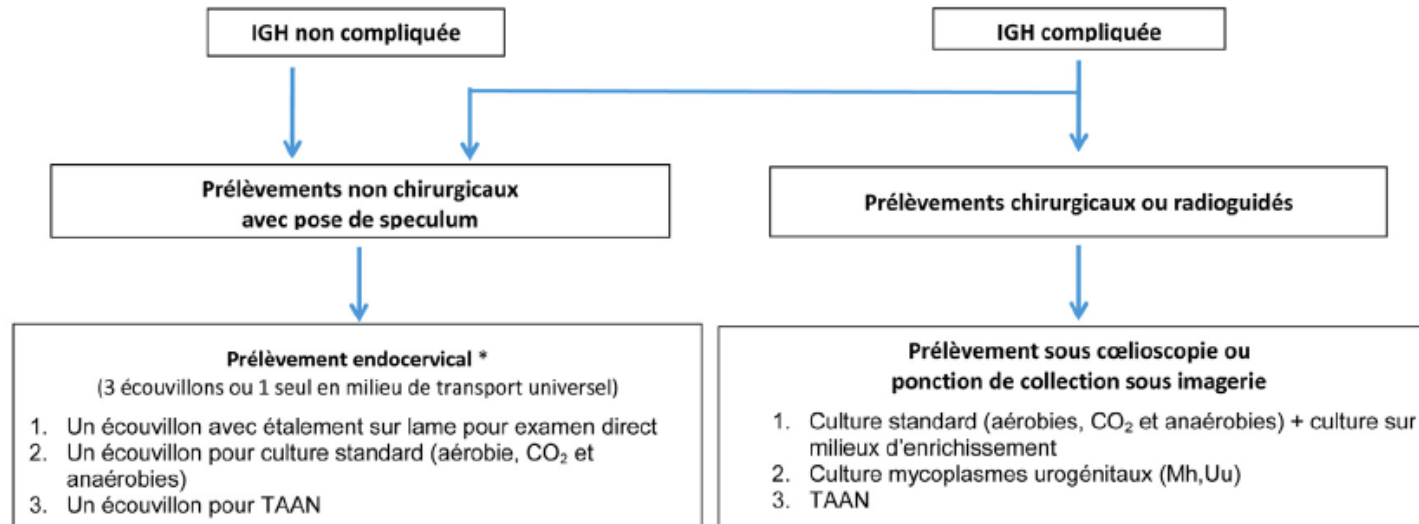 IGH non compliquée
IGH compliquée
Prélèvements non chirurgicaux
avec pose de speculum
Prélèvements chirurgicaux ou radioguidés
Prélèvement endocervical *
(3 écouvillons ou 1 seul en milieu de transport universel)
1. Un écouvillon avec étalement sur lame pour examen direct
2. Un écouvillon pour culture standard (aérobie, CO₂ et
anaérobies)
3. Un écouvillon pour TAAN
Prélèvement sous cœlioscopie ou
ponction de collection sous imagerie
1. Culture standard (aérobies, CO₂ et anaérobies) + culture sur
milieux d'enrichissement
2. Culture mycoplasmes urogénitaux (Mh,Uu)
3. TAAN